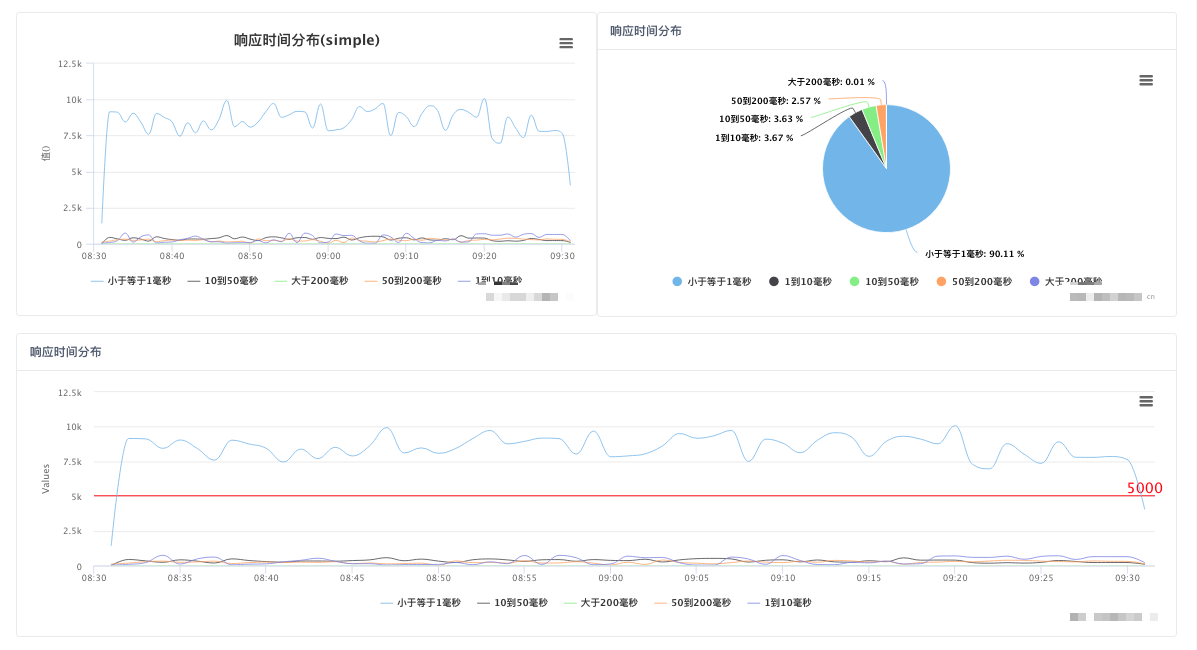 响应时间分布(simple)
12.5k
10k
7.5k
5k
2.5k
0
值()
08:30 08:40 08:50 09:00 09:10 09:20 09:30
小于等于1毫秒 10到50毫秒 大于200毫秒 50到200毫秒 1到10毫秒
响应时间分布
大于200毫秒: 0.01 %
50到200毫秒: 2.57 %
10到50毫秒: 3.63 %
1到10毫秒: 3.67 %
小于等于1毫秒: 90.11 %
小于等于1毫秒 1到10毫秒 10到50毫秒 50到200毫秒 大于200毫秒
cn
响应时间分布
12.5k
10k
7.5k
5k
2.5k
0
Values
5000
08:30 08:35 08:40 08:45 08:50 08:55 09:00 09:05 09:10 09:15 09:20 09:25 09:30
小于等于1毫秒 10到50毫秒 大于200毫秒 50到200毫秒 1到10毫秒